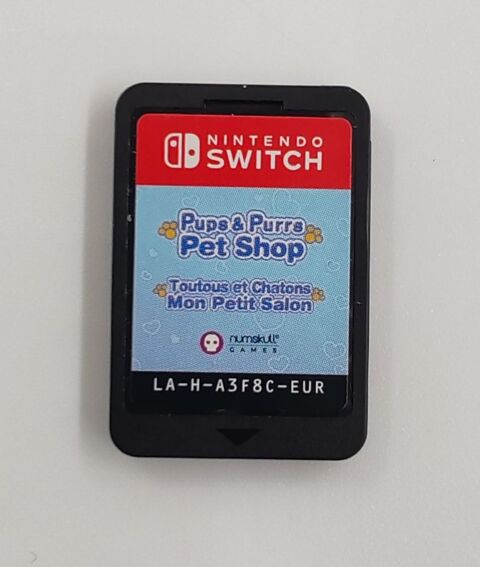 NINTENDO
SWITCH
Pups & Purrs
Pet Shop
Toutous et Chatons
Mon Petit Salon
numskull®
GAMES
LA-H-A3F8C-EUR